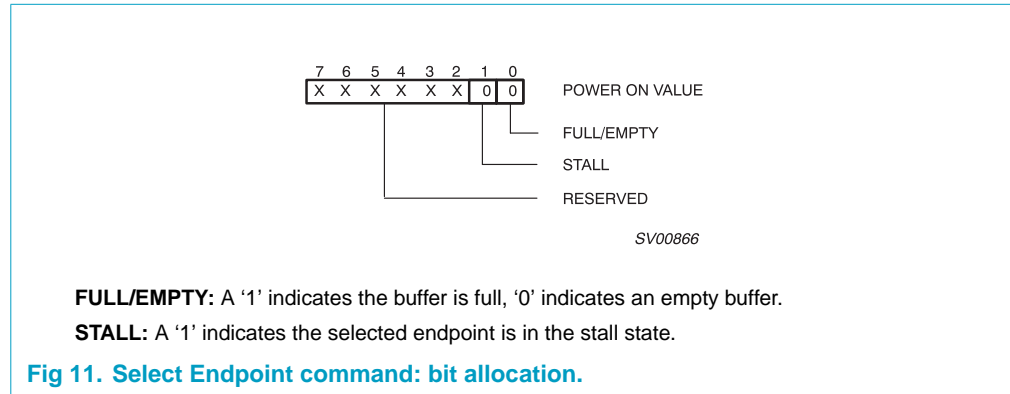 7 6 5 4 3 2 1 0
X X X X X X 0 0 POWER ON VALUE
FULL/EMPTY
STALL
RESERVED
SV00866
FULL/EMPTY: A ‘1’ indicates the buffer is full, ‘0’ indicates an empty buffer.
STALL: A ‘1’ indicates the selected endpoint is in the stall state.
Fig 11. Select Endpoint command: bit allocation.